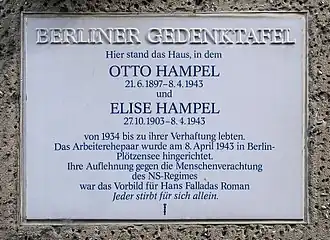 BERLINER GEDENKTAFEL
Hier stand das Haus, in dem
OTTO HAMPEL
21.6.1897–8.4.1943
und
ELISE HAMPEL
27.10.1903–8.4.1943
von 1934 bis zu ihrer Verhaftung lebten.
Das Arbeiterehepaar wurde am 8. April 1943 in Berlin-
Plötzensee hingerichtet.
Ihre Auflehnung gegen die Menschenverachtung
des NS-Regimes
war das Vorbild für Hans Falladas Roman
Jeder stirbt für sich allein.